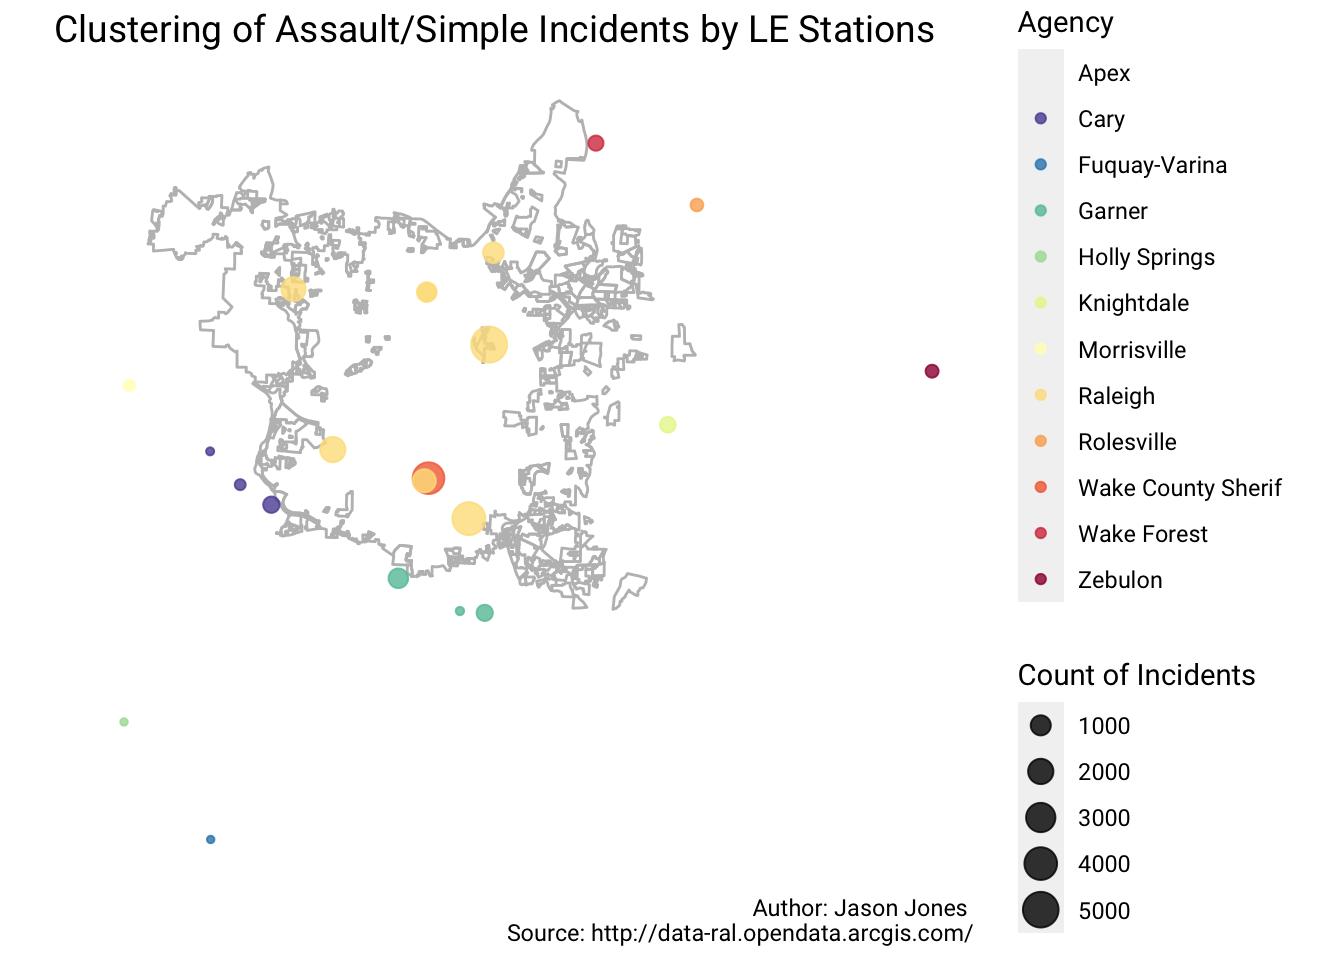 Clustering of Assault/Simple Incidents by LE Stations
Agency
Apex
Cary
Fuquay-Varina
Garner
Holly Springs
Knightdale
Morrisville
Raleigh
Rolesville
Wake County Sherif
Wake Forest
Zebulon
Count of Incidents
1000
2000
3000
4000
5000
Author: Jason Jones
Source: http://data-ral.opendata.arcgis.com/